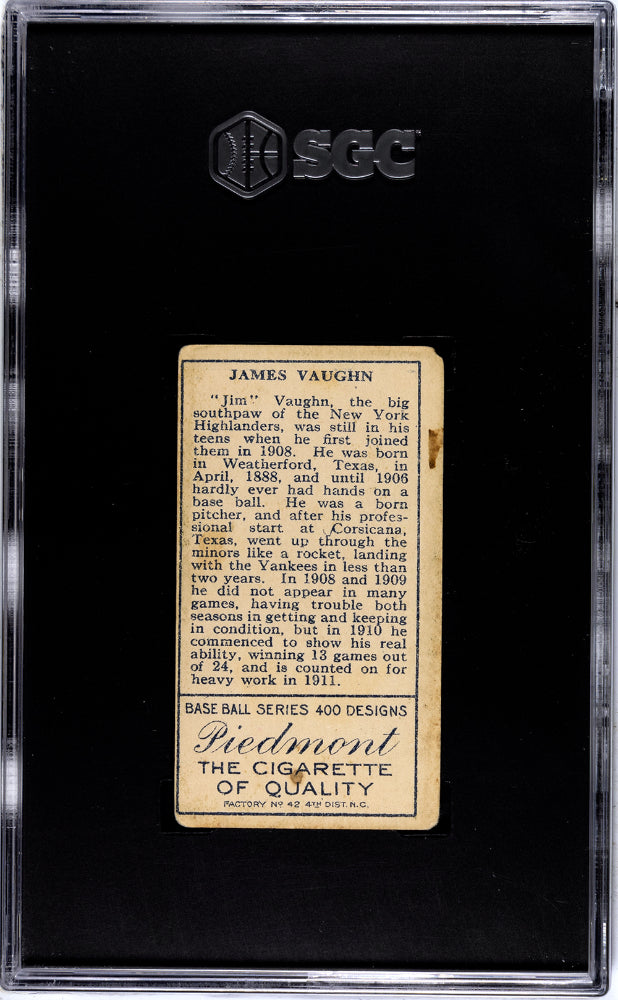 SGC
JAMES VAUGHN
"Jim" Vaughn, the big
southpaw of the New York
Highlanders, was still in his
teens when he first joined
them in 1908. He was born
in Weatherford, Texas, in
April, 1888, and until 1906
hardly ever had hands on a
base ball. He was a born
pitcher, and after his profes-
sional start at Corsicana,
Texas, went up through the
minors like a rocket, landing
with the Yankees in less than
two years. In 1908 and 1909
he did not appear in many
games, having trouble both
seasons in getting and keeping
in condition, but in 1910 he
commenced to show his real
ability, winning 13 games out
of 24, and is counted on for
heavy work in 1911.
BASE BALL SERIES 400 DESIGNS
Piedmont
THE CIGARETTE
OF QUALITY
FACTORY Nº 42 4TH DIST. N.C.